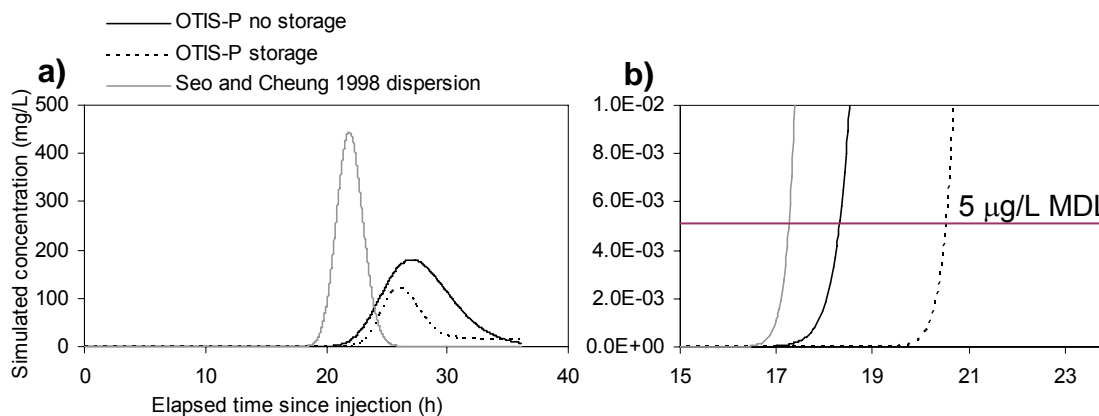 OTIS-P no storage
OTIS-P storage
Seo and Cheung 1998 dispersion
a)
b)
Simulated concentration (mg/L)
500
400
300
200
100
0
0
10
20
30
40
Elapsed time since injection (h)
1.0E-02
8.0E-03
6.0E-03
4.0E-03
2.0E-03
0.0E+00
15
17
19
21
23
5 μg/L MDL